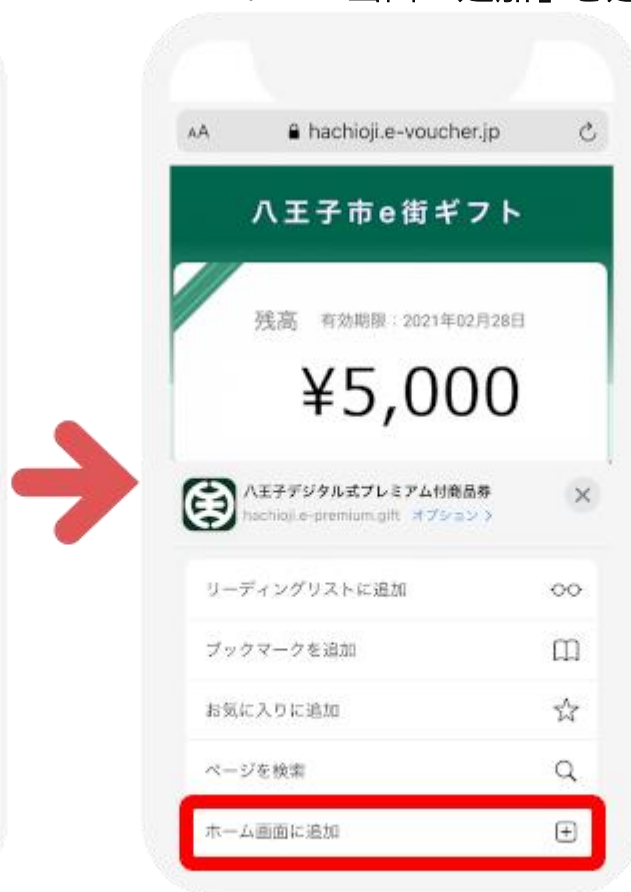 AA hachioji.e-voucher.jp
八王子市e街ギフト
残高 有効期限：2021年02月28日
¥5,000
八王子デジタル式プレミアム付商品券
hachioji.e-premium.gift オプション >
リーディングリストに追加
ブックマークを追加
お気に入りに追加
ページを検索
ホーム画面に追加